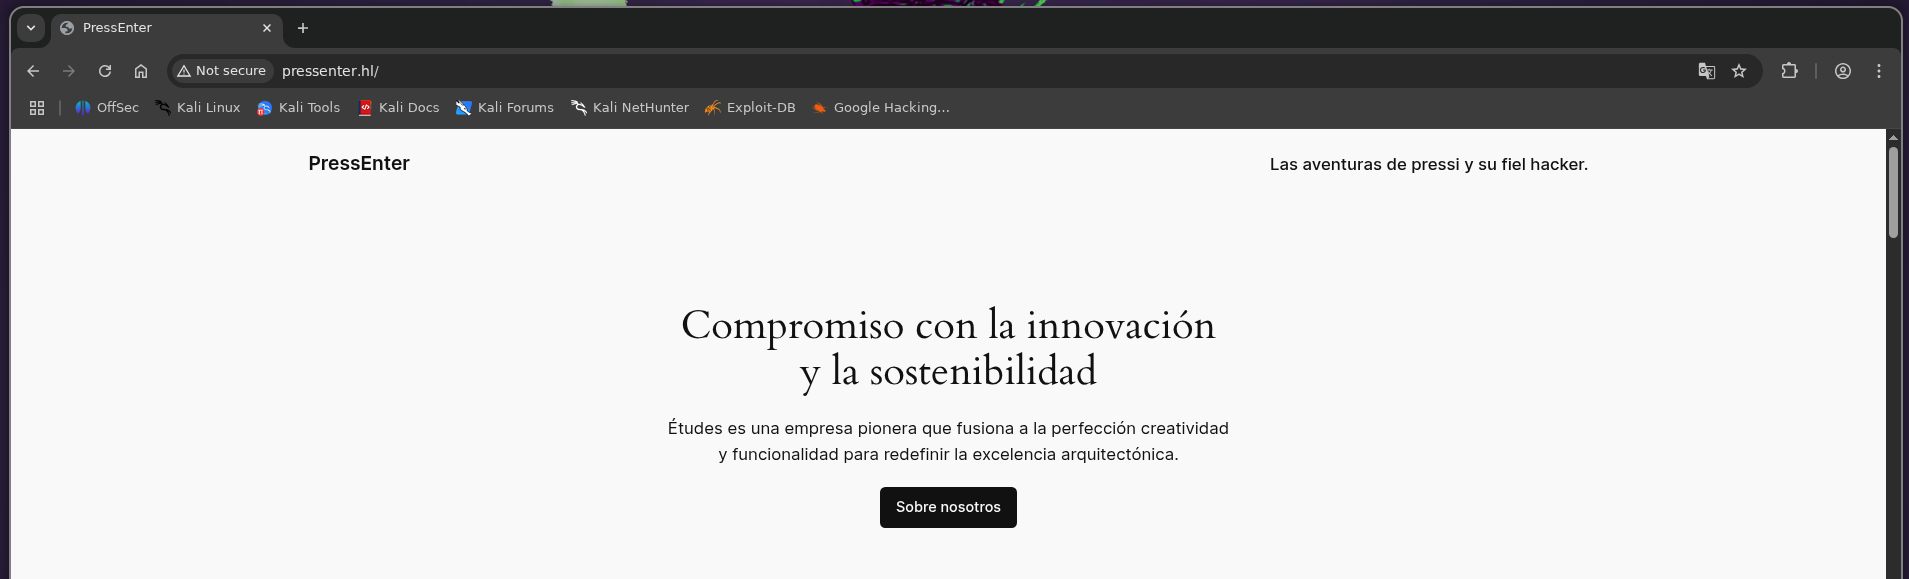 PressEnter
Not secure
pressenter.hl/
OffSec
Kali Linux
Kali Tools
Kali Docs
Kali Forums
Kali NetHunter
Exploit-DB
Google Hacking...
PressEnter
Las aventuras de pressi y su fiel hacker.
Compromiso con la innovación
y la sostenibilidad
Études es una empresa pionera que fusiona a la perfección creatividad
y funcionalidad para redefinir la excelencia arquitectónica.
Sobre nosotros